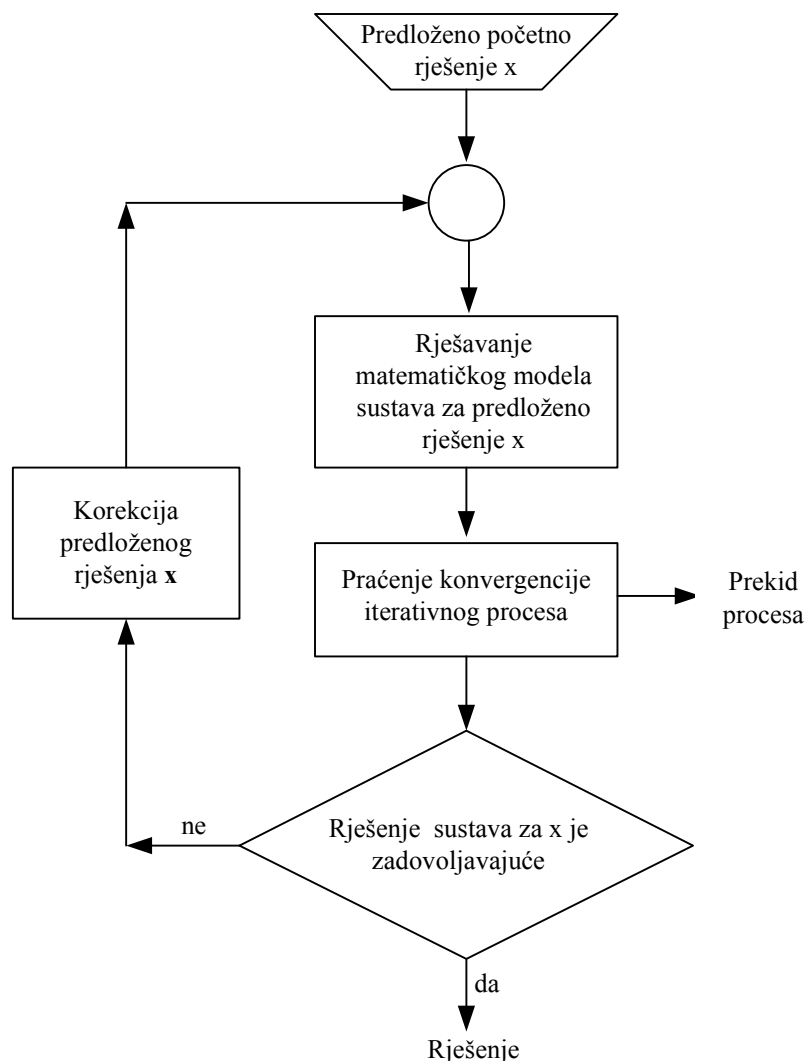 Predloženo početno
rješenje x
Rješavanje
matematičkog modela
sustava za predloženo
rješenje x
Korekcija
predloženog
rješenja x
Praćenje konvergencije
iterativnog procesa
Prekid
procesa
ne
Rješenje sustava za x je
zadovoljavajuće
da
Rješenje